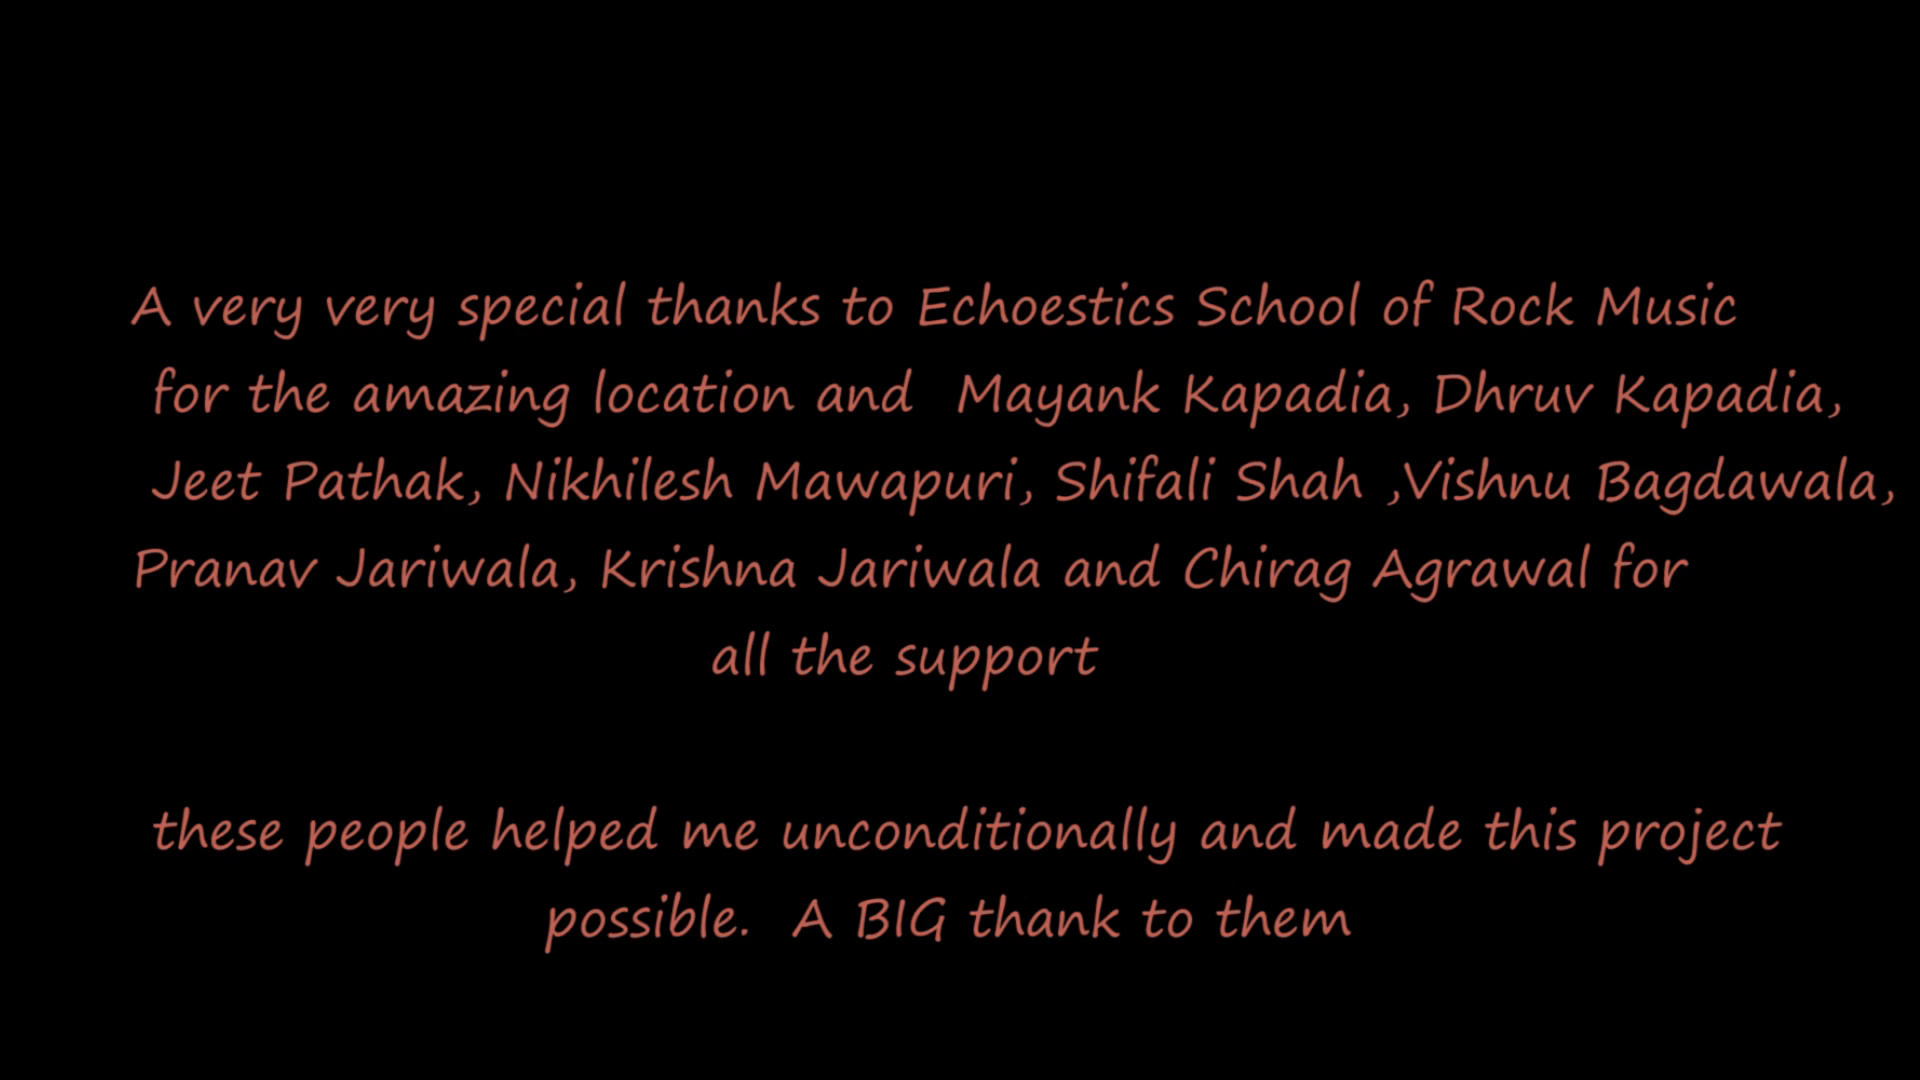 A very very special thanks to Echoestics School of Rock Music
for the amazing location and  Mayank Kapadia, Dhruv Kapadia,
Jeet Pathak, Nikhilesh Mawapuri, Shifali Shah ,Vishnu Bagdawala,
Pranav Jariwala, Krishna Jariwala and Chirag Agrawal for
all the support
these people helped me unconditionally and made this project
possible.  A BIG thank to them